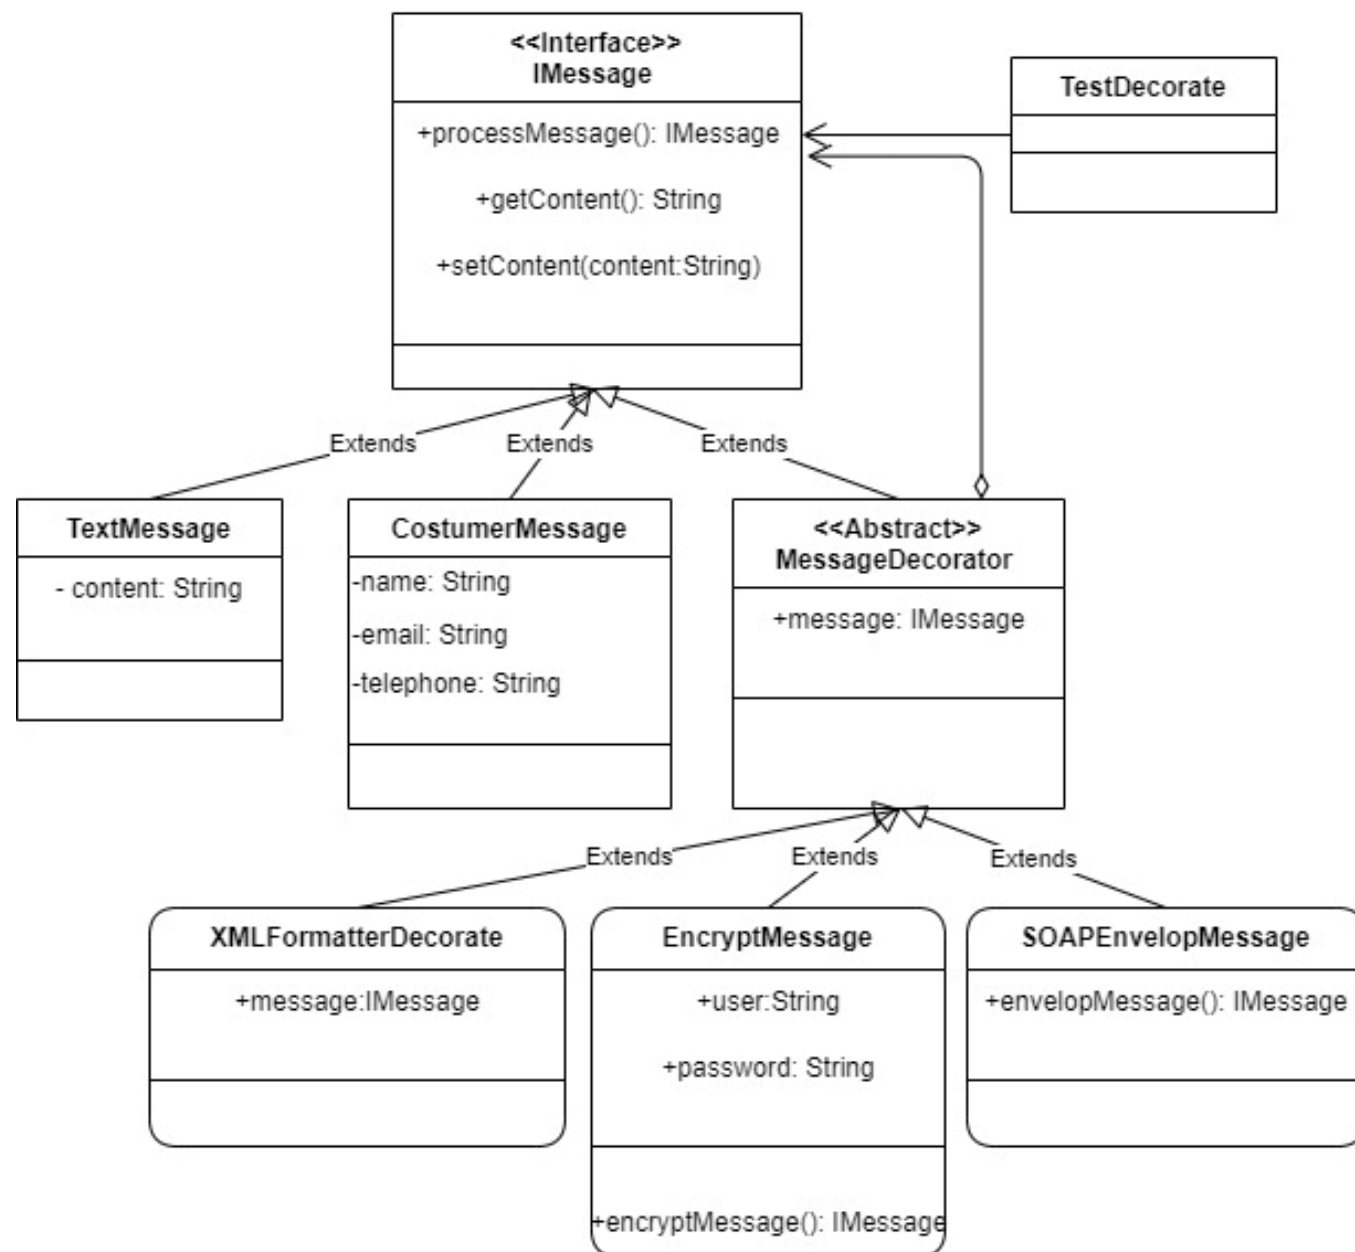 <<Interface>>
IMessage
+processMessage(): IMessage
+getContent(): String
+setContent(content:String)
TestDecorate
Extends
Extends
Extends
TextMessage
- content: String
CostumerMessage
-name: String
-email: String
-telephone: String
<<Abstract>>
MessageDecorator
+message: IMessage
Extends
Extends
Extends
XMLFormatterDecorate
+message:IMessage
EncryptMessage
+user:String
+password: String
+encryptMessage(): IMessage
SOAPEnvelopMessage
+envelopMessage(): IMessage